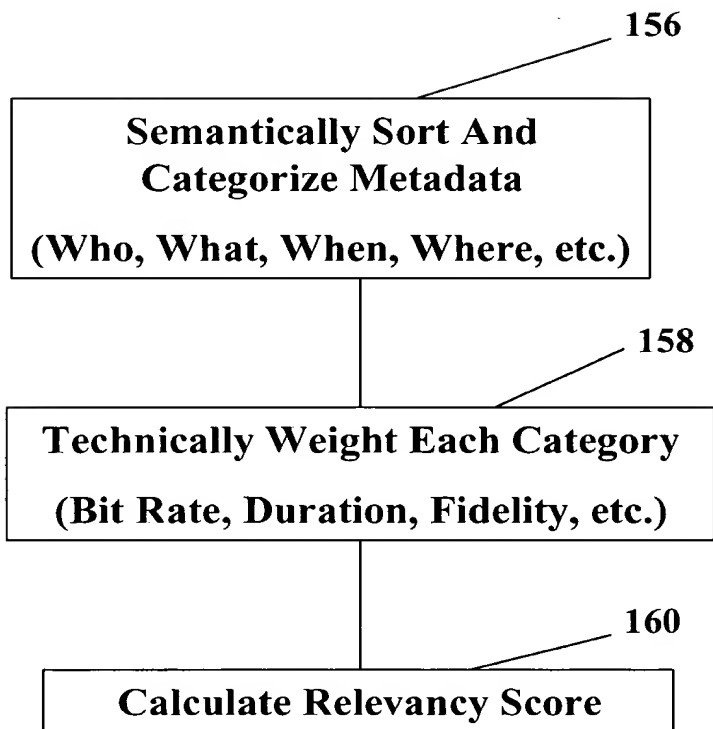 156
Semantically Sort And
Categorize Metadata
(Who, What, When, Where, etc.)
158
Technically Weight Each Category
(Bit Rate, Duration, Fidelity, etc.)
160
Calculate Relevancy Score